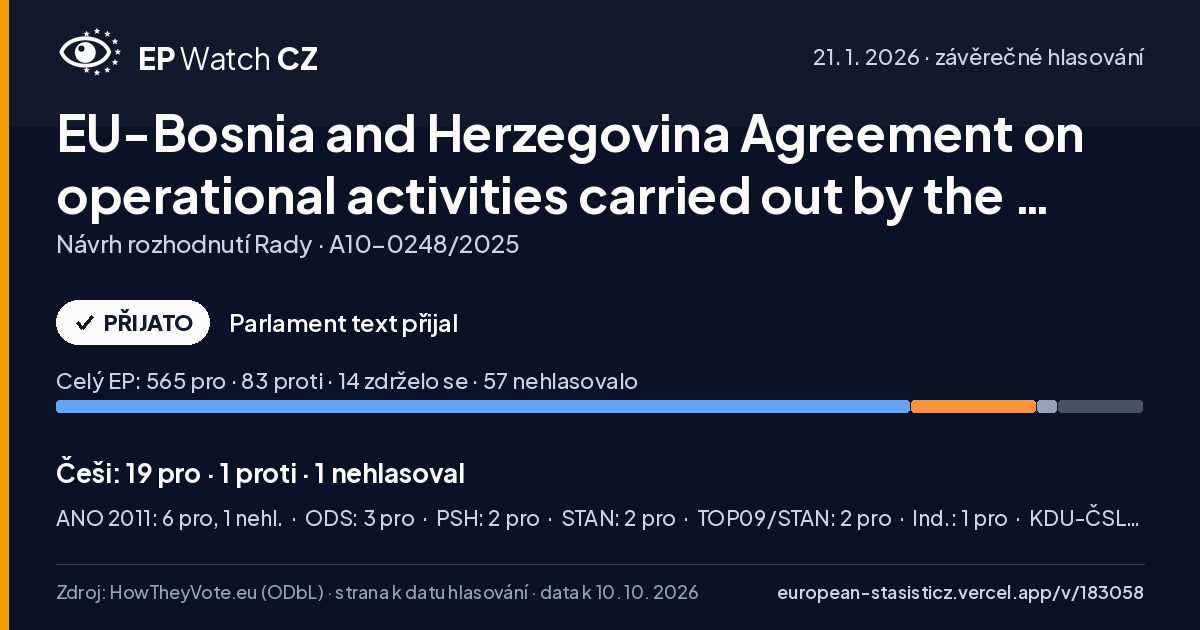 EP Watch CZ
21. 1. 2026 · závěrečné hlasování
EU-Bosnia and Herzegovina Agreement on
operational activities carried out by the …
Návrh rozhodnutí Rady · A10-0248/2025
✓ PŘIJATO
Parlament text přijal
Celý EP: 565 pro · 83 proti · 14 zdrželo se · 57 nehlasovalo
Češi: 19 pro · 1 proti · 1 nehlasoval
ANO 2011: 6 pro, 1 nehl. · ODS: 3 pro · PSH: 2 pro · STAN: 2 pro · TOP09/STAN: 2 pro · Ind.: 1 pro · KDU-ČSL…
Zdroj: HowTheyVote.eu (ODbL) · strana k datu hlasování · data k 10. 10. 2026
european-stasisticz.vercel.app/v/183058